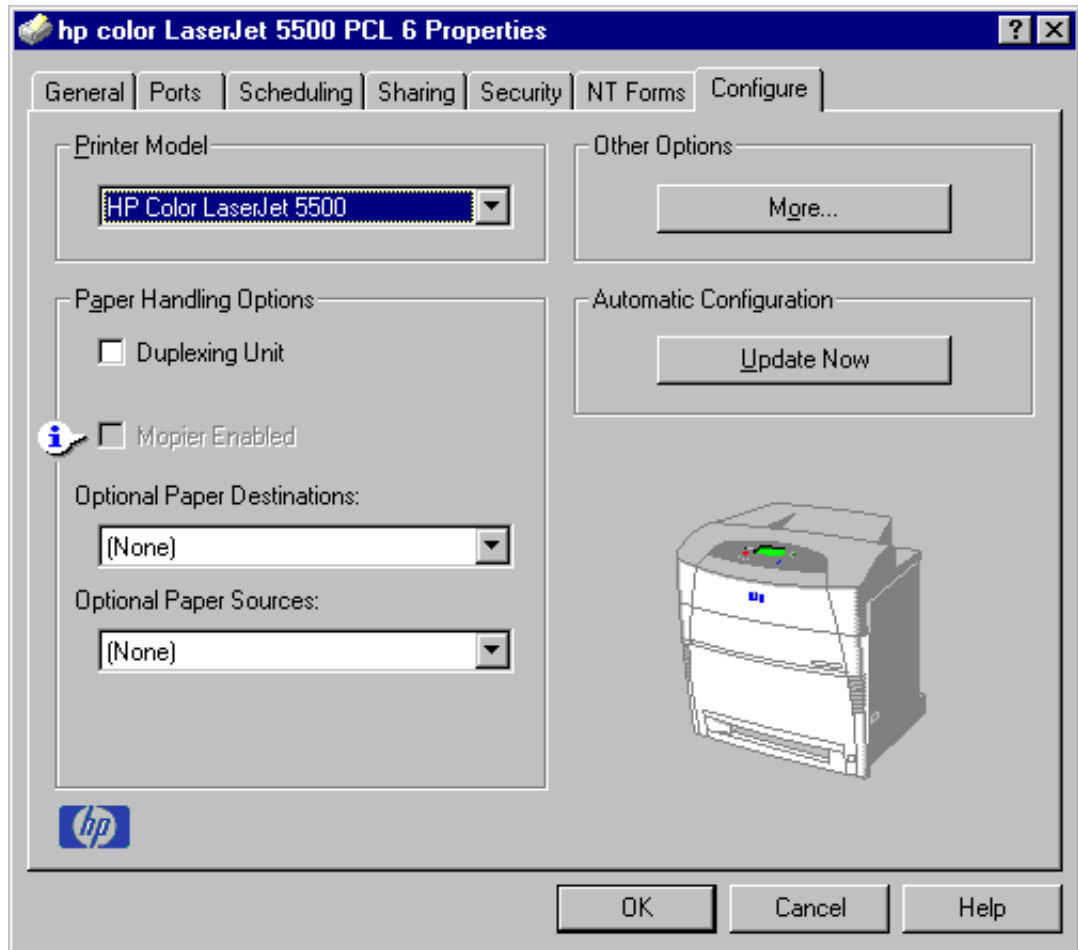 hp color LaserJet 5500 PCL 6 Properties
General Ports Scheduling Sharing Security NT Forms Configure
Printer Model
HP Color LaserJet 5500
Other Options
More...
Paper Handling Options
Duplexing Unit
Automatic Configuration
Update Now
i
Mopier Enabled
Optional Paper Destinations:
(None)
Optional Paper Sources:
(None)
hp
OK Cancel Help